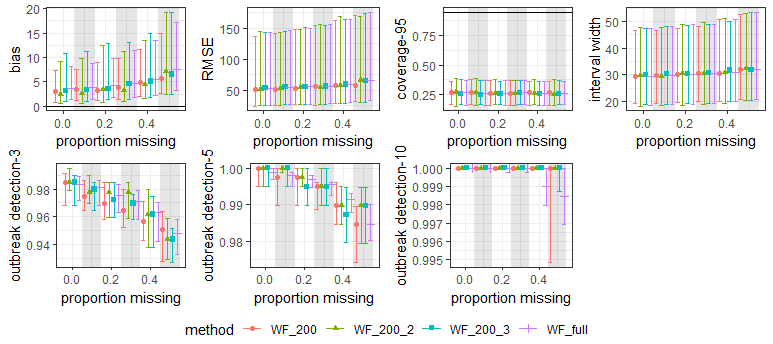 bias
20
15
10
5
0
0.0 0.2 0.4
proportion missing
RMSE
150
100
50
0.0 0.2 0.4
proportion missing
coverage-95
0.75
0.50
0.25
0.0 0.2 0.4
proportion missing
interval width
50
40
30
20
0.0 0.2 0.4
proportion missing
outbreak detection-3
0.98
0.96
0.94
0.0 0.2 0.4
proportion missing
outbreak detection-5
1.00
0.99
0.98
0.0 0.2 0.4
proportion missing
outbreak detection-10
1.000
0.999
0.998
0.997
0.996
0.995
0.0 0.2 0.4
proportion missing
method WF_200 WF_200_2 WF_200_3 WF_full